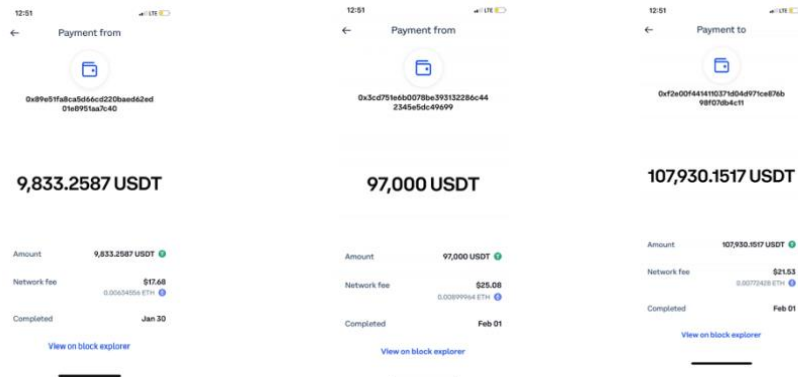 12:51
LTE
Payment from
0x89e51fa8ca5d66cd220baed62ed
01e8951aa7c40
9,833.2587 USDT
Amount 9,833.2587 USDT
Network fee $17.68
0.00634556 ETH
Completed Jan 30
View on block explorer
12:51
LTE
Payment from
0x3cd751e6b0078be393132286c44
2345e5dc49699
97,000 USDT
Amount 97,000 USDT
Network fee $25.08
0.00899964 ETH
Completed Feb 01
View on block explorer
12:51
LTE
Payment to
0xf2e00f4414110371d04d971ce876b
98f07db4c11
107,930.1517 USDT
Amount 107,930.1517 USDT
Network fee $21.53
0.00772428 ETH
Completed Feb 01
View on block explorer